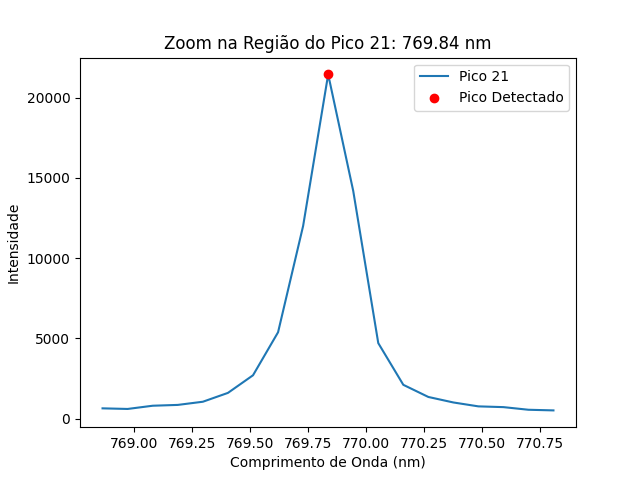 Zoom na Região do Pico 21: 769.84 nm
Pico 21
Pico Detectado
Intensidade
20000
15000
10000
5000
0
769.00 769.25 769.50 769.75 770.00 770.25 770.50 770.75
Comprimento de Onda (nm)